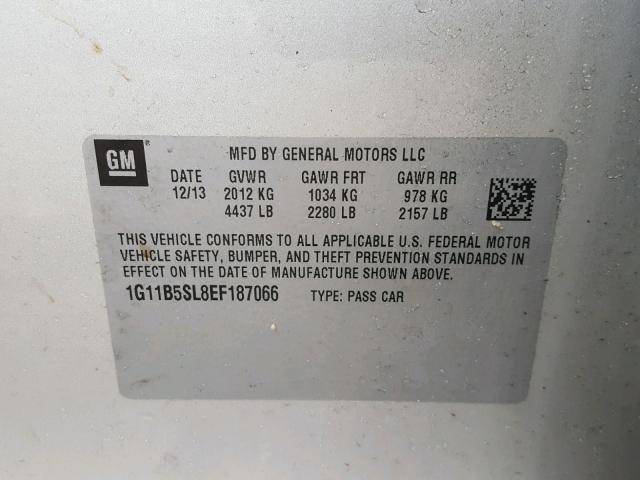 GM
MFD BY GENERAL MOTORS LLC
DATE GVWR GAWR FRT GAWR RR
12/13 2012 KG 1034 KG 978 KG
4437 LB 2280 LB 2157 LB
THIS VEHICLE CONFORMS TO ALL APPLICABLE U.S. FEDERAL MOTOR
VEHICLE SAFETY, BUMPER, AND THEFT PREVENTION STANDARDS IN
EFFECT ON THE DATE OF MANUFACTURE SHOWN ABOVE.
1G11B5SL8EF187066 TYPE: PASS CAR